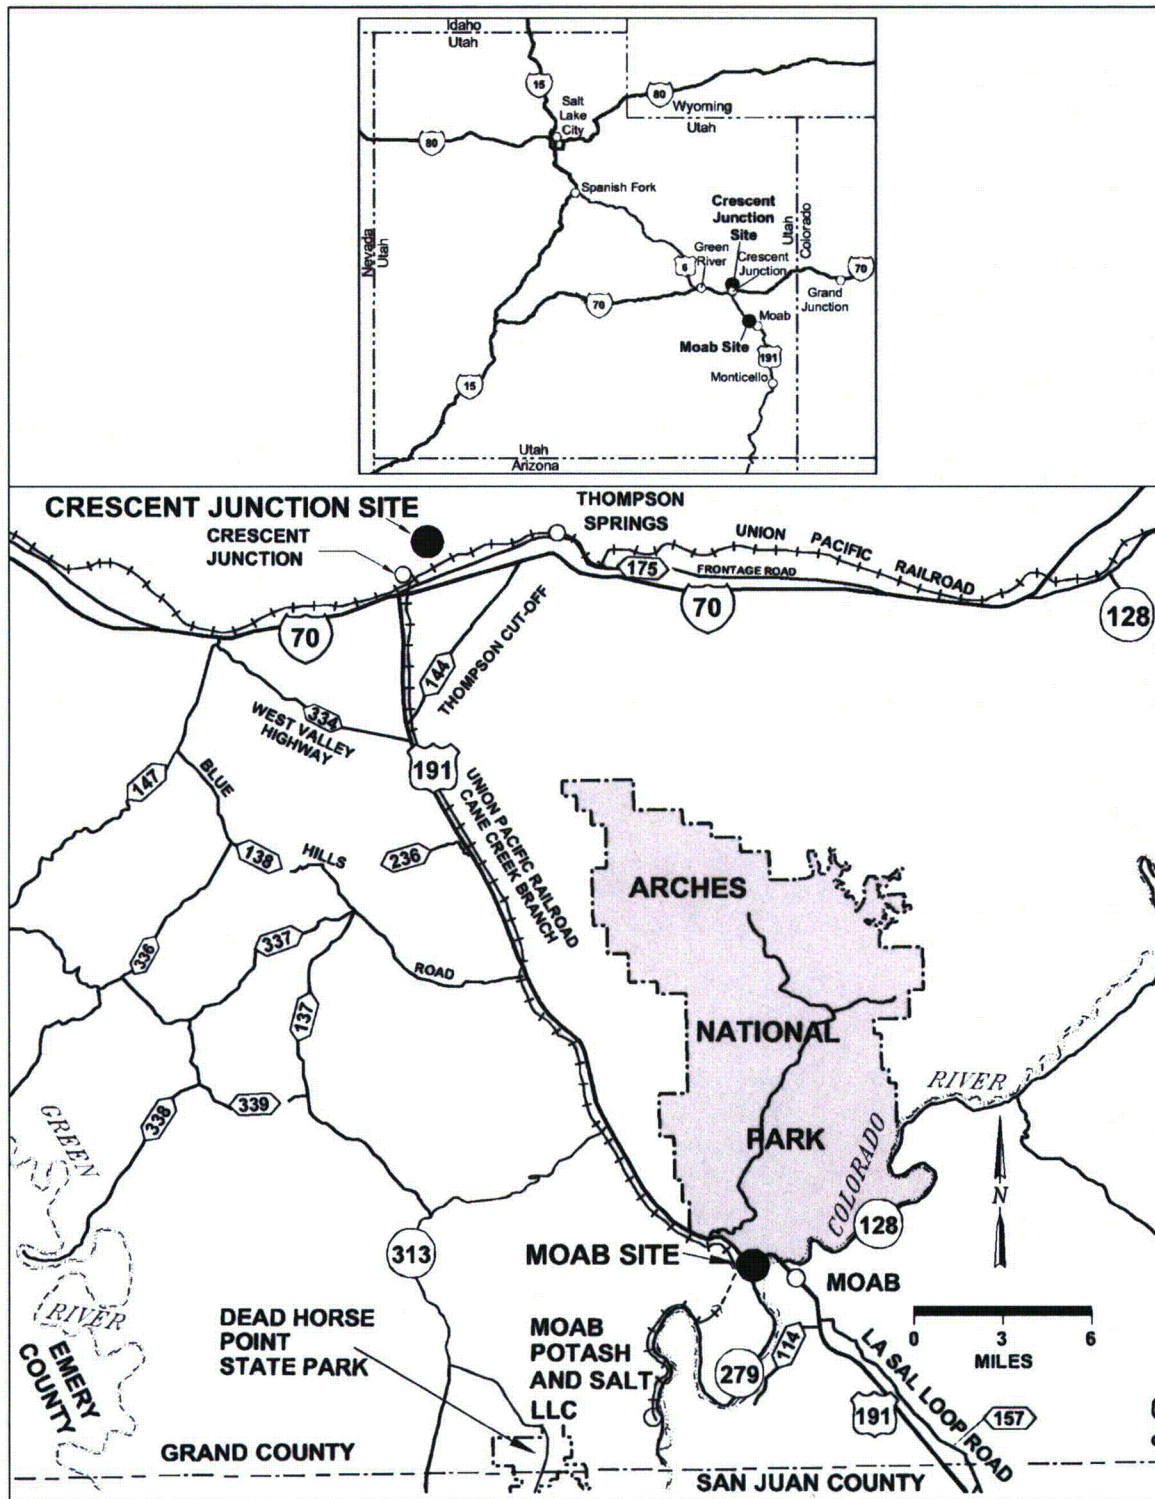 Idaho
Utah
15
Salt
Lake
City
80
Wyoming
Utah
80
Spanish Fork
Crescent
Junction
Site
Utah
Colorado
Nevada
Utah
Green
River
Crescent
Junction
6
70
Grand
Junction
70
Moab
Moab Site
191
15
Monticello
Utah
Arizona
CRESCENT JUNCTION SITE
CRESCENT
JUNCTION
THOMPSON
SPRINGS
UNION PACIFIC RAILROAD
175
FRONTAGE ROAD
70
70
128
144
THOMPSON CUT-OFF
334
WEST VALLEY
HIGHWAY
191
UNION PACIFIC RAILROAD
CANE CREEK BRANCH
147
BLUE
138
HILLS
236
ROAD
336
337
137
338
339
ARCHES
NATIONAL
PARK
GREEN
RIVER
RIVER
COLORADO
N
128
313
MOAB SITE
MOAB
DEAD HORSE
POINT
STATE PARK
MOAB
POTASH
AND SALT
LLC
279
114
0 3 6
MILES
LA SAL LOOP ROAD
191
157
EMERY
COUNTY
GRAND COUNTY
SAN JUAN COUNTY